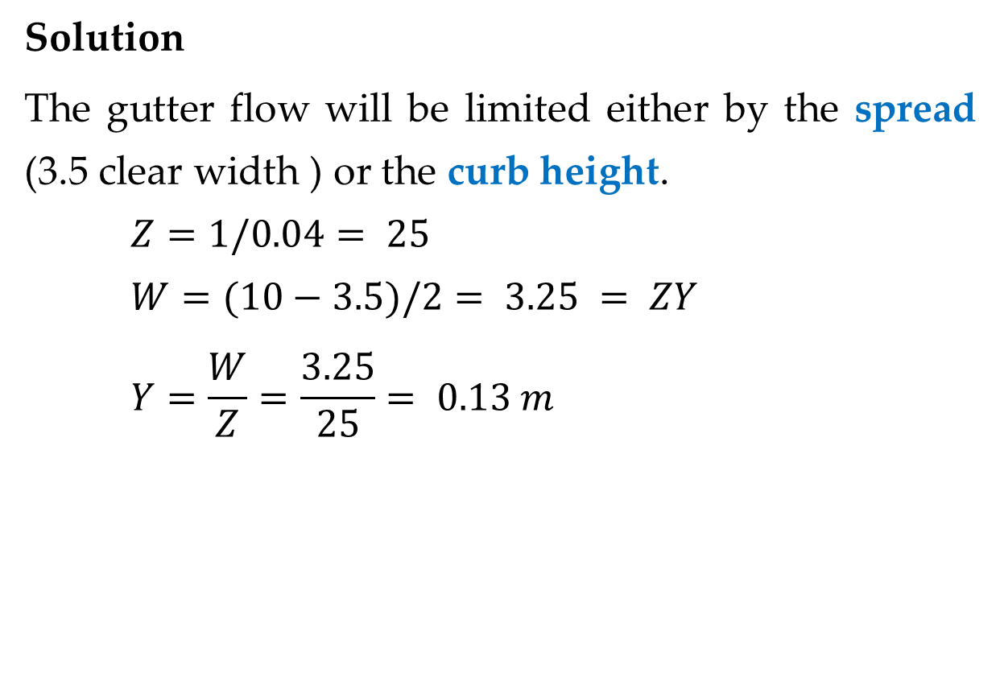 Solution
The gutter flow will be limited either by the spread
(3.5 clear width ) or the curb height.
Z = 1/0.04 = 25
W = (10 − 3.5)/2 = 3.25 = ZY
Y = W/Z = 3.25/25 = 0.13 m